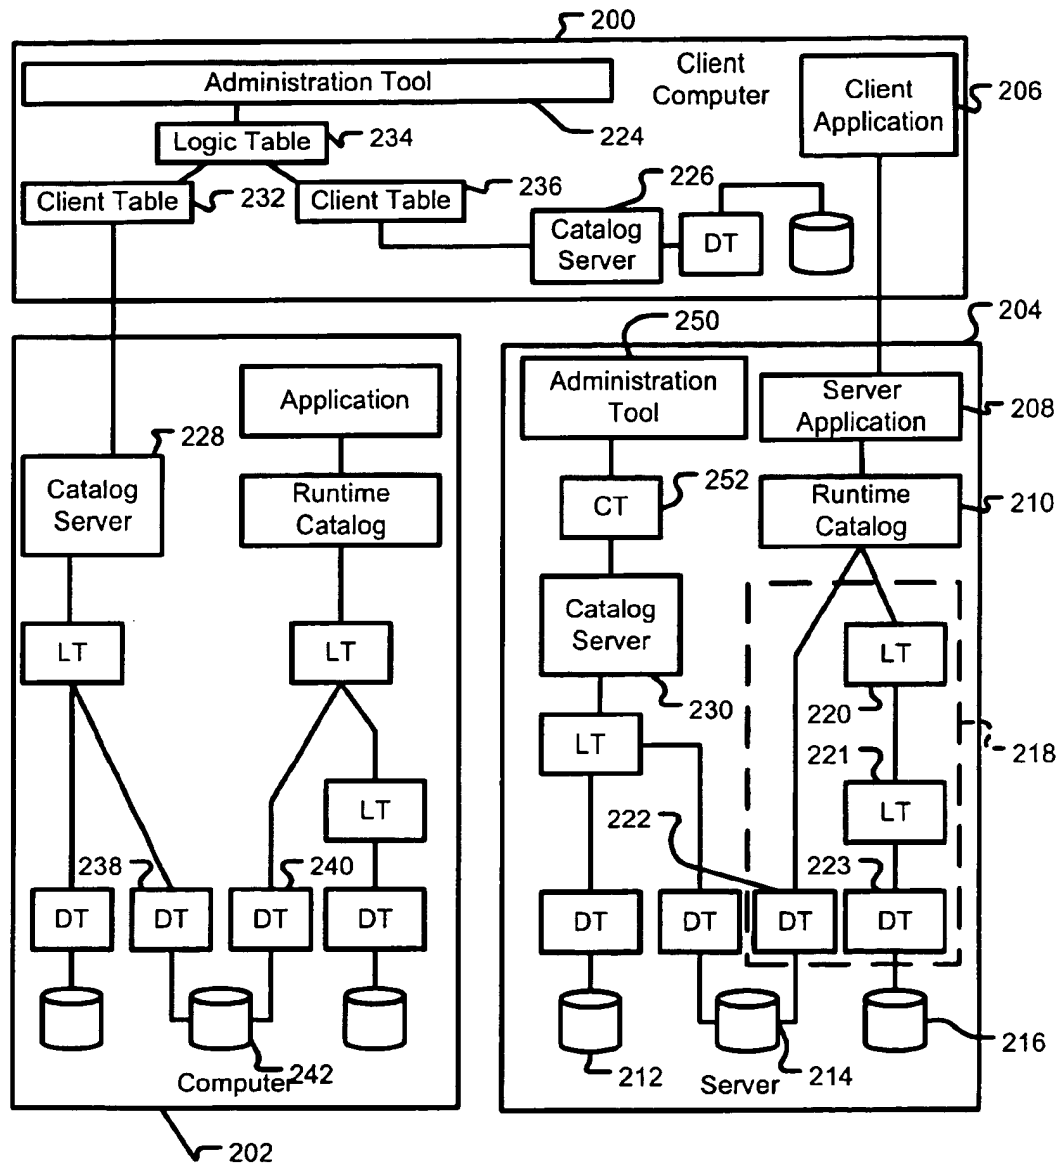 200
Administration Tool
Client
Computer
Client
Application
206
Logic Table
234
224
Client Table
232
Client Table
236
226
Catalog
Server
DT
204
250
Administration
Tool
Server
Application
208
Application
228
Catalog
Server
Runtime
Catalog
CT
252
Runtime
Catalog
210
Catalog
Server
230
LT
LT
LT
LT
220
218
221
LT
LT
222
223
238
240
DT
DT
DT
DT
DT
DT
DT
DT
242
212
214
216
Computer
Server
202